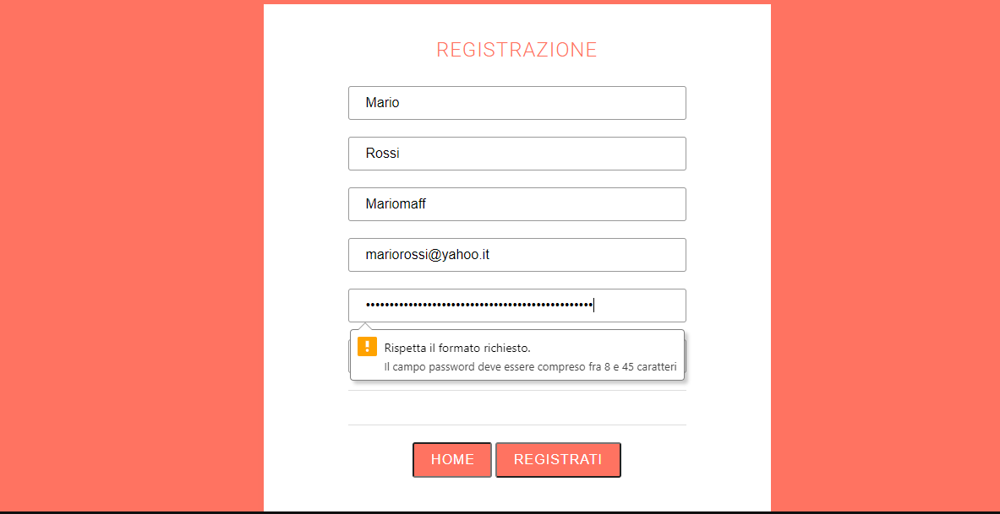 REGISTRAZIONE
Mario
Rossi
Mariomaff
mariorossi@yahoo.it
••••••••••••••••••••••••••••••••••••••••••••••••
Rispetta il formato richiesto.
Il campo password deve essere compreso fra 8 e 45 caratteri
HOME
REGISTRATI